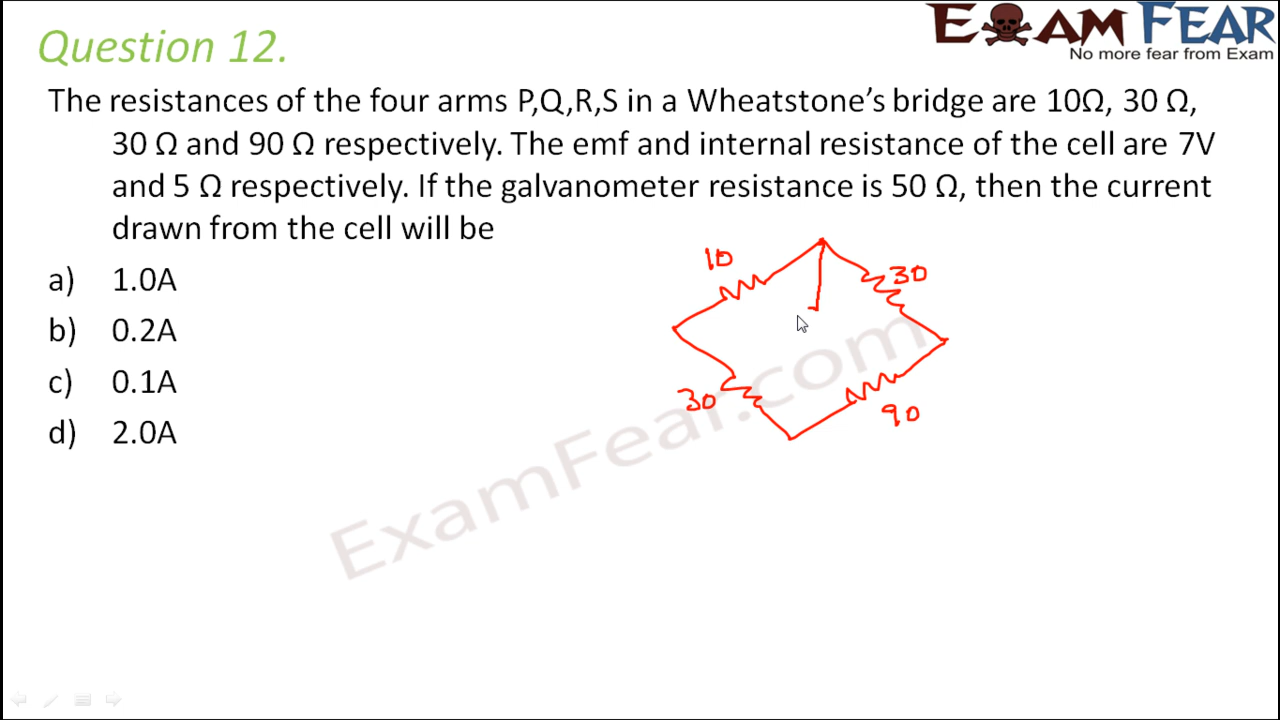 EXAM FEAR
No more fear from Exam
Question 12.
The resistances of the four arms P,Q,R,S in a Wheatstone’s bridge are 10Ω, 30 Ω,
30 Ω and 90 Ω respectively. The emf and internal resistance of the cell are 7V
and 5 Ω respectively. If the galvanometer resistance is 50 Ω, then the current
drawn from the cell will be
a) 1.0A
b) 0.2A
c) 0.1A
d) 2.0A
10
30
30
90
ExamFear.com